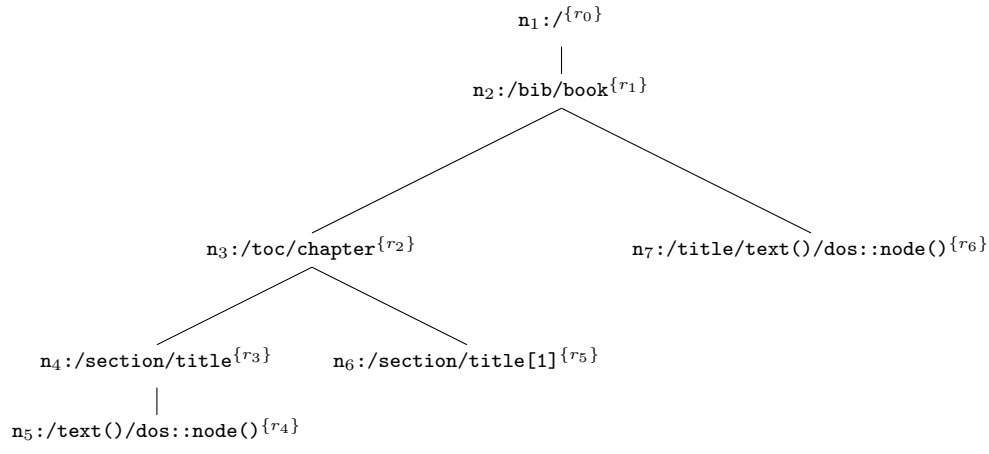 n₁:/{r₀}
n₂:/bib/book{r₁}
n₃:/toc/chapter{r₂}
n₇:/title/text()/dos::node(){r₆}
n₄:/section/title{r₃}
n₆:/section/title[1]{r₅}
n₅:/text()/dos::node(){r₄}